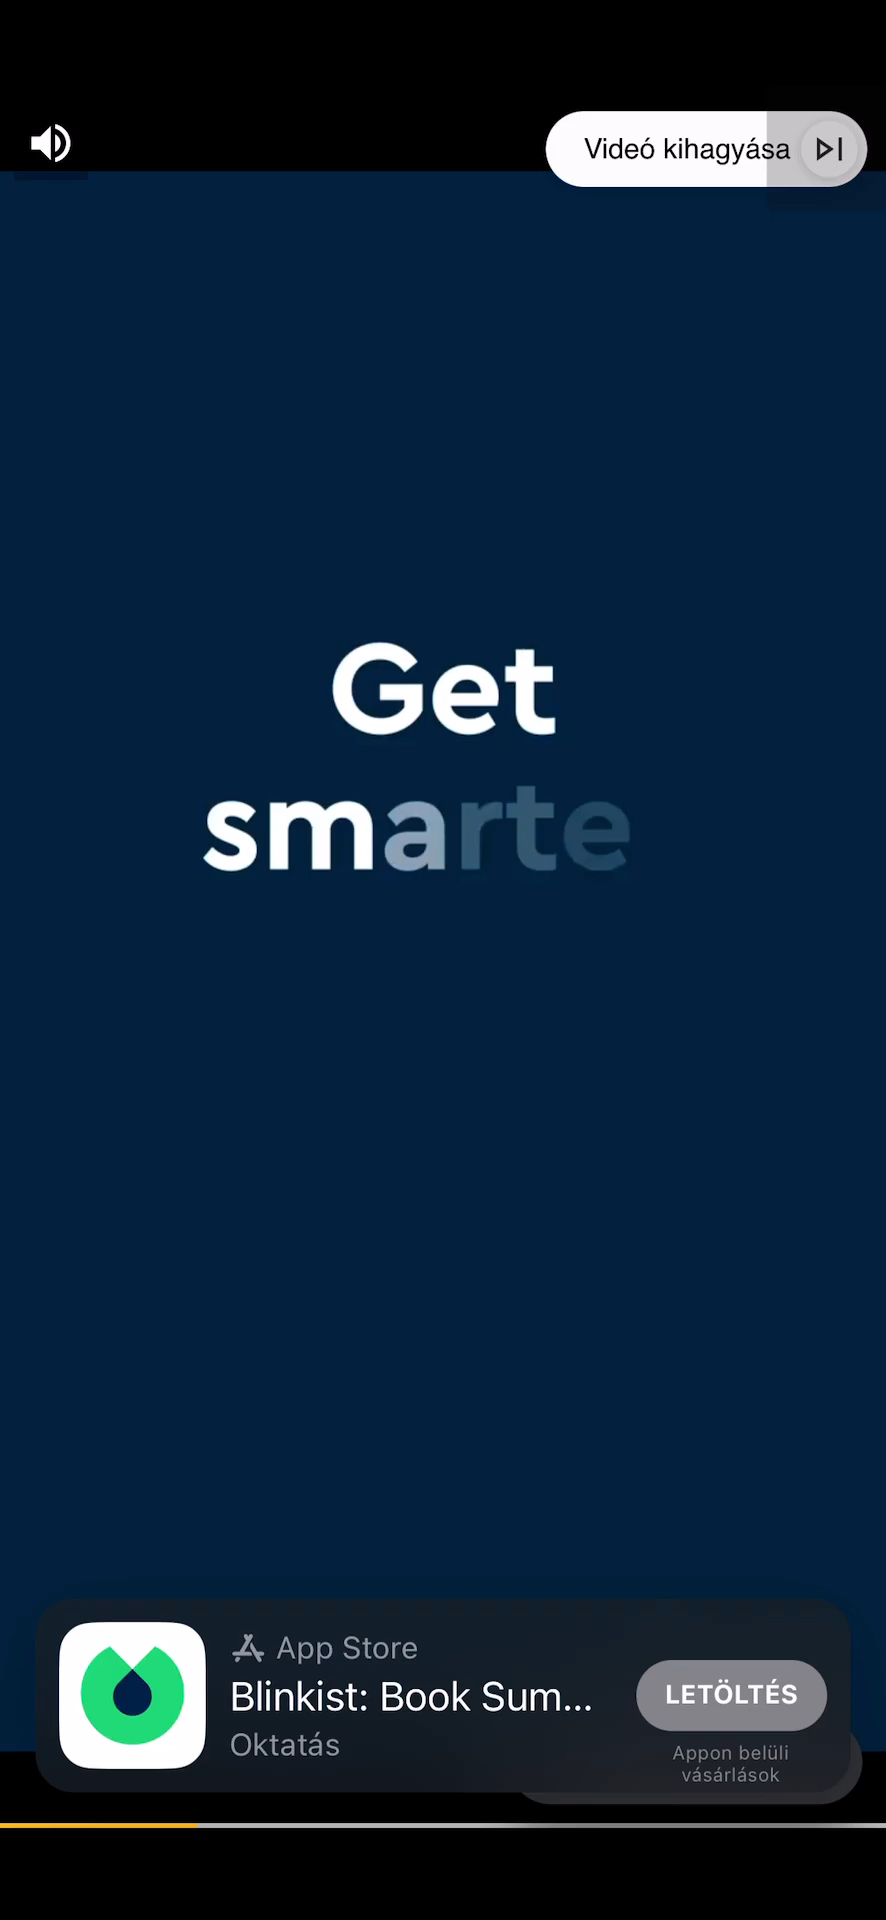 Videó kihagyása
Get
smarte
App Store
Blinkist: Book Sum...
Oktatás
LETÖLTÉS
Appon belüli
vásárlások